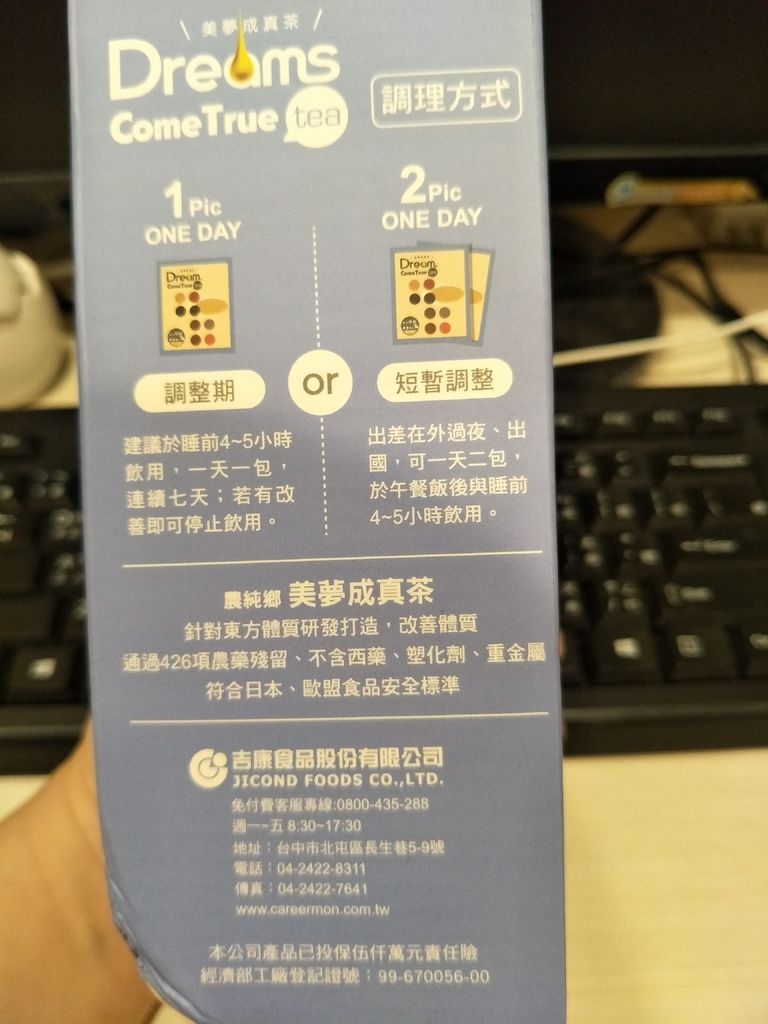 美夢成真茶
Dreams
ComeTrue tea
調理方式
1 Pic
ONE DAY
Dream
ComeTrue
調整期
建議於睡前4~5小時
飲用,一天一包,
連續七天;若有改
善即可停止飲用。
or
2 Pic
ONE DAY
Dream
ComeTrue
短暫調整
出差在外過夜、出
國,可一天二包,
於午餐飯後與睡前
4~5小時飲用。
農純鄉 美夢成真茶
針對東方體質研發打造,改善體質
通過426項農藥殘留、不含西藥、塑化劑、重金屬
符合日本、歐盟食品安全標準
吉康食品股份有限公司
JICOND FOODS CO.,LTD.
免付費客服專線:0800-435-288
週一~五 8:30~17:30
地址:台中市北屯區長生巷5-9號
電話:04-2422-8311
傳真:04-2422-7641
www.careermon.com.tw
本公司產品已投保伍仟萬元責任險
經濟部工廠登記證號:99-670056-00